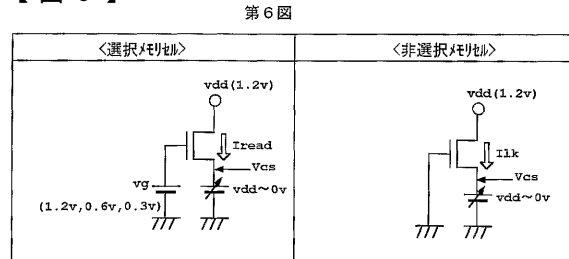 【図6】
第6図
<選択ﾒﾓﾘｾﾙ>
vdd(1.2v)
Iread
Vcs
vg
vdd~0v
(1.2v,0.6v,0.3v)
<非選択ﾒﾓﾘｾﾙ>
vdd(1.2v)
Ilk
Vcs
vdd~0v